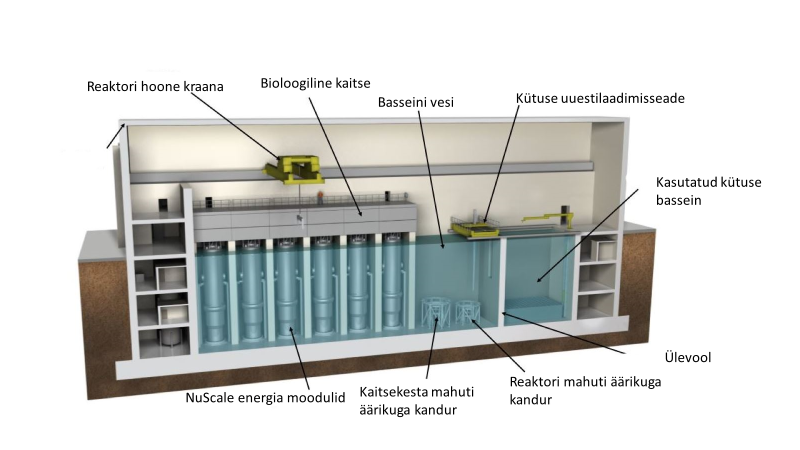 Reaktori hoone kraana
Bioloogiline kaitse
Basseini vesi
Kütuse uuestilaadimisseade
Kasutatud kütuse
bassein
Ülevool
Reaktori mahuti äärikuga
kandur
Kaitsekesta mahuti
äärikuga kandur
NuScale energia moodulid